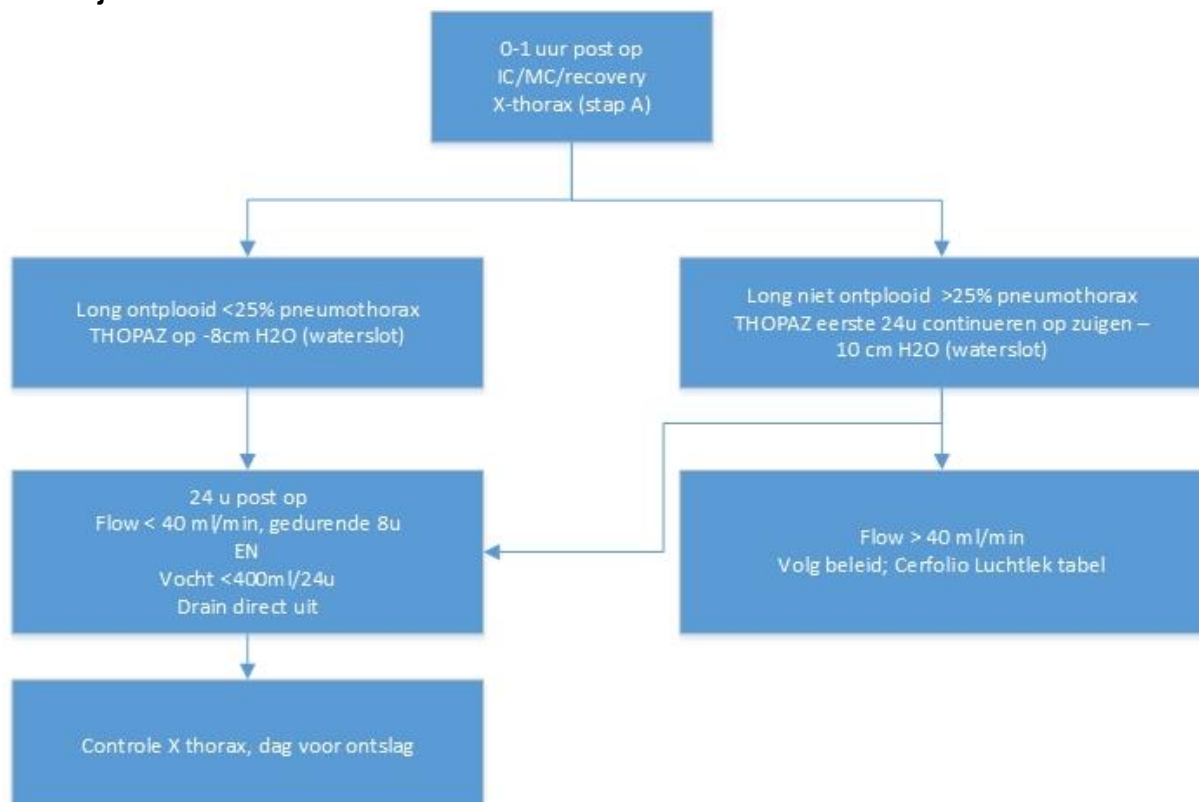 0-1 uur post op
IC/MC/recovery
X-thorax (stap A)
Long ontplooid <25% pneumothorax
THOPAZ op -8cm H2O (waterslot)
Long niet ontplooid  >25% pneumothorax
THOPAZ eerste 24u continueren op zuigen –
10 cm H2O (waterslot)
24 u post op
Flow < 40 ml/min, gedurende 8u
EN
Vocht <400ml/24u
Drain direct uit
Flow > 40 ml/min
Volg beleid; Cerfolio Luchtlek tabel
Controle X thorax, dag voor ontslag